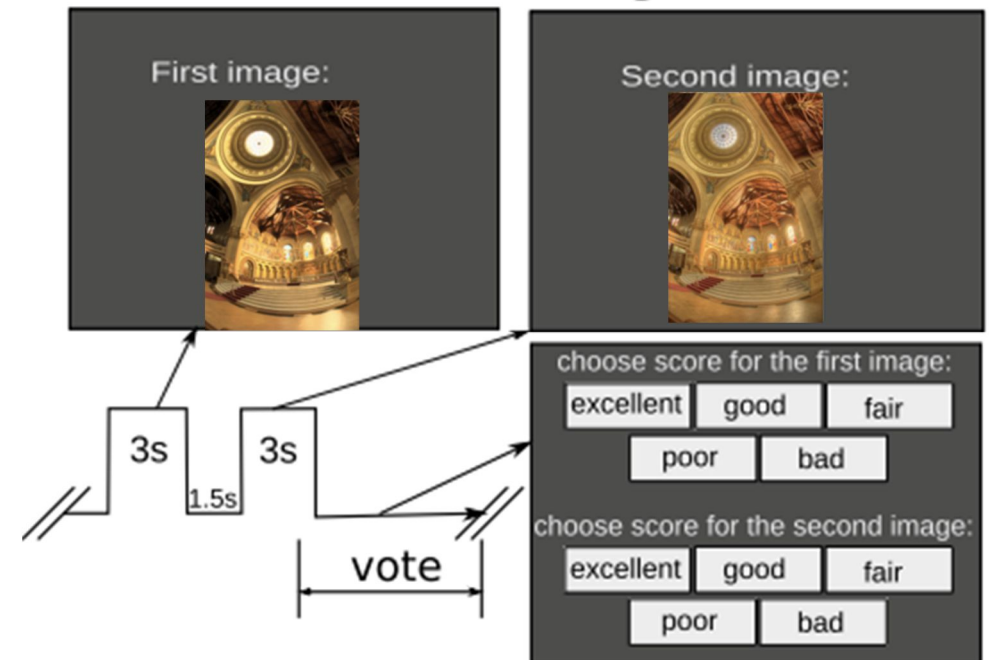 First image:
Second image:
3s
1.5s
3s
vote
choose score for the first image:
excellent good fair
poor bad
choose score for the second image:
excellent good fair
poor bad